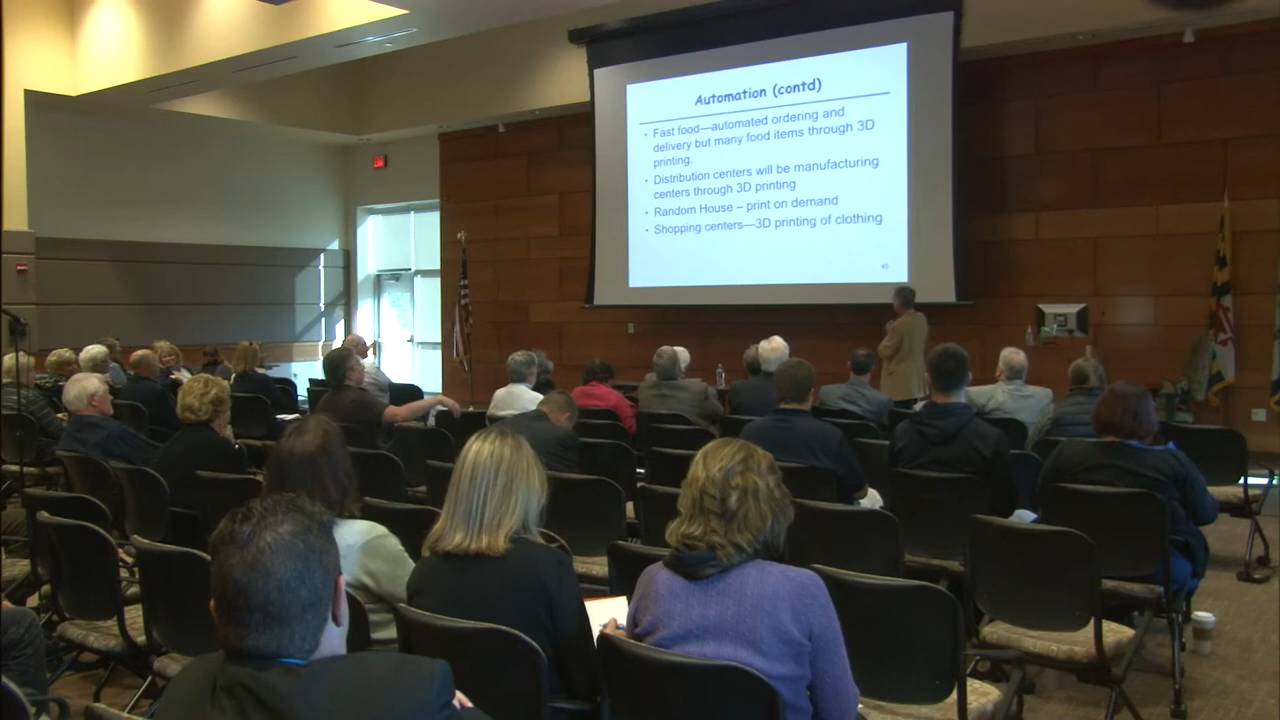 Automation (contd)
• Fast food—automated ordering and
delivery but many food items through 3D
printing.
• Distribution centers will be manufacturing
centers through 3D printing
• Random House – print on demand
• Shopping centers—3D printing of clothing